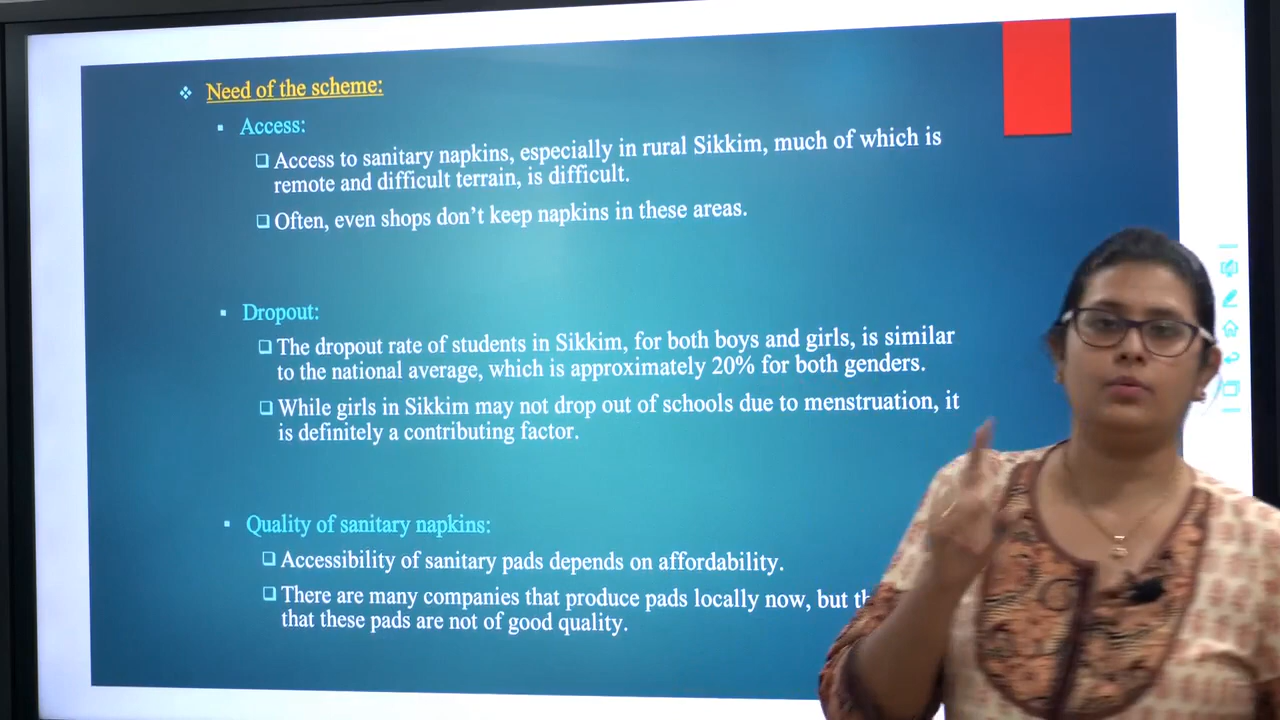 Need of the scheme:
Access:
Access to sanitary napkins, especially in rural Sikkim, much of which is
remote and difficult terrain, is difficult.
Often, even shops don’t keep napkins in these areas.
Dropout:
The dropout rate of students in Sikkim, for both boys and girls, is similar
to the national average, which is approximately 20% for both genders.
While girls in Sikkim may not drop out of schools due to menstruation, it
is definitely a contributing factor.
Quality of sanitary napkins:
Accessibility of sanitary pads depends on affordability.
There are many companies that produce pads locally now, but
that these pads are not of good quality.